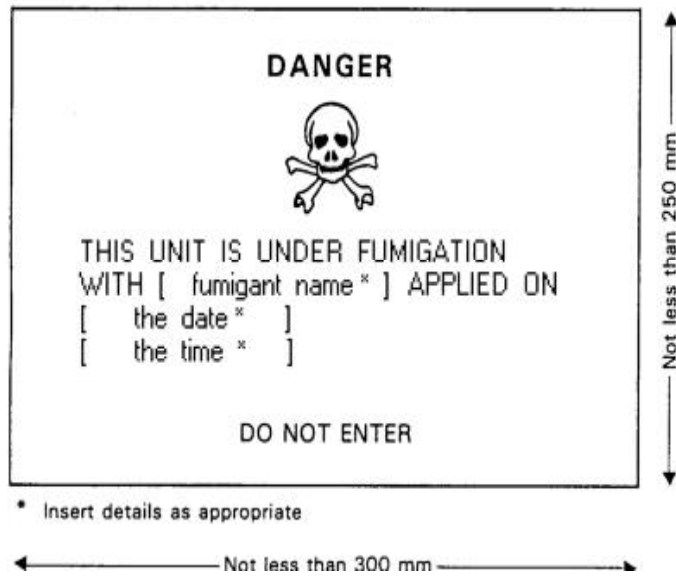 DANGER
THIS UNIT IS UNDER FUMIGATION
WITH [ fumigant name* ] APPLIED ON
[ the date* ]
[ the time * ]
DO NOT ENTER
* Insert details as appropriate
Not less than 300 mm
Not less than 250 mm